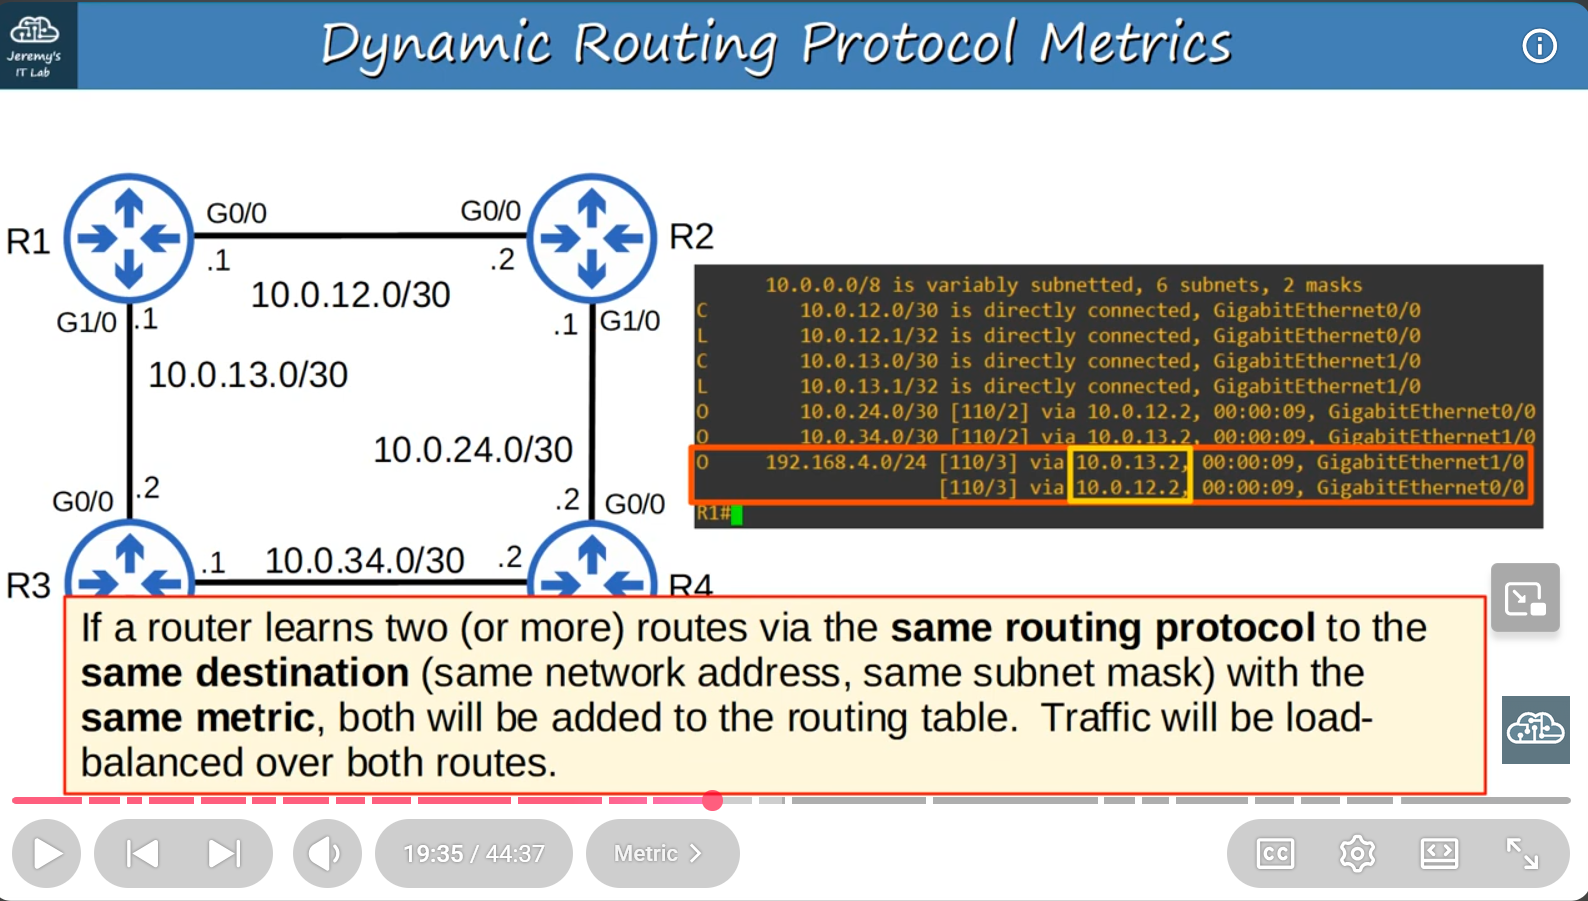 Jeremy's
IT Lab
Dynamic Routing Protocol Metrics
R1
G0/0
G0/0
R2
.1
.2
10.0.12.0/30
G1/0
.1
.1
G1/0
10.0.13.0/30
10.0.24.0/30
G0/0
.2
.2
G0/0
R3
.1
10.0.34.0/30
.2
R4
10.0.0.0/8 is variably subnetted, 6 subnets, 2 masks
C 10.0.12.0/30 is directly connected, GigabitEthernet0/0
L 10.0.12.1/32 is directly connected, GigabitEthernet0/0
C 10.0.13.0/30 is directly connected, GigabitEthernet1/0
L 10.0.13.1/32 is directly connected, GigabitEthernet1/0
O 10.0.24.0/30 [110/2] via 10.0.12.2, 00:00:09, GigabitEthernet0/0
O 10.0.34.0/30 [110/2] via 10.0.13.2, 00:00:09, GigabitEthernet1/0
O 192.168.4.0/24 [110/3] via 10.0.13.2, 00:00:09, GigabitEthernet1/0
[110/3] via 10.0.12.2, 00:00:09, GigabitEthernet0/0
R1#
If a router learns two (or more) routes via the same routing protocol to the
same destination (same network address, same subnet mask) with the
same metric, both will be added to the routing table. Traffic will be load-
balanced over both routes.
19:35 / 44:37
Metric
CC